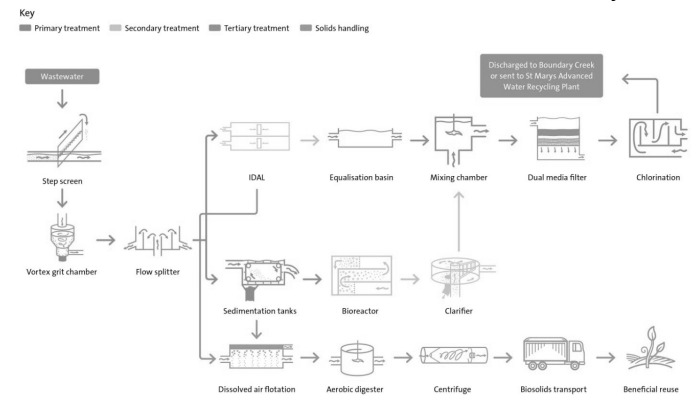 Key
Primary treatment
Secondary treatment
Tertiary treatment
Solids handling
Wastewater
Discharged to Boundary Creek
or sent to St Marys Advanced
Water Recycling Plant
Step screen
IDAL
Equalisation basin
Mixing chamber
Dual media filter
Chlorination
Vortex grit chamber
Flow splitter
Sedimentation tanks
Bioreactor
Clarifier
Dissolved air flotation
Aerobic digester
Centrifuge
Biosolids transport
Beneficial reuse